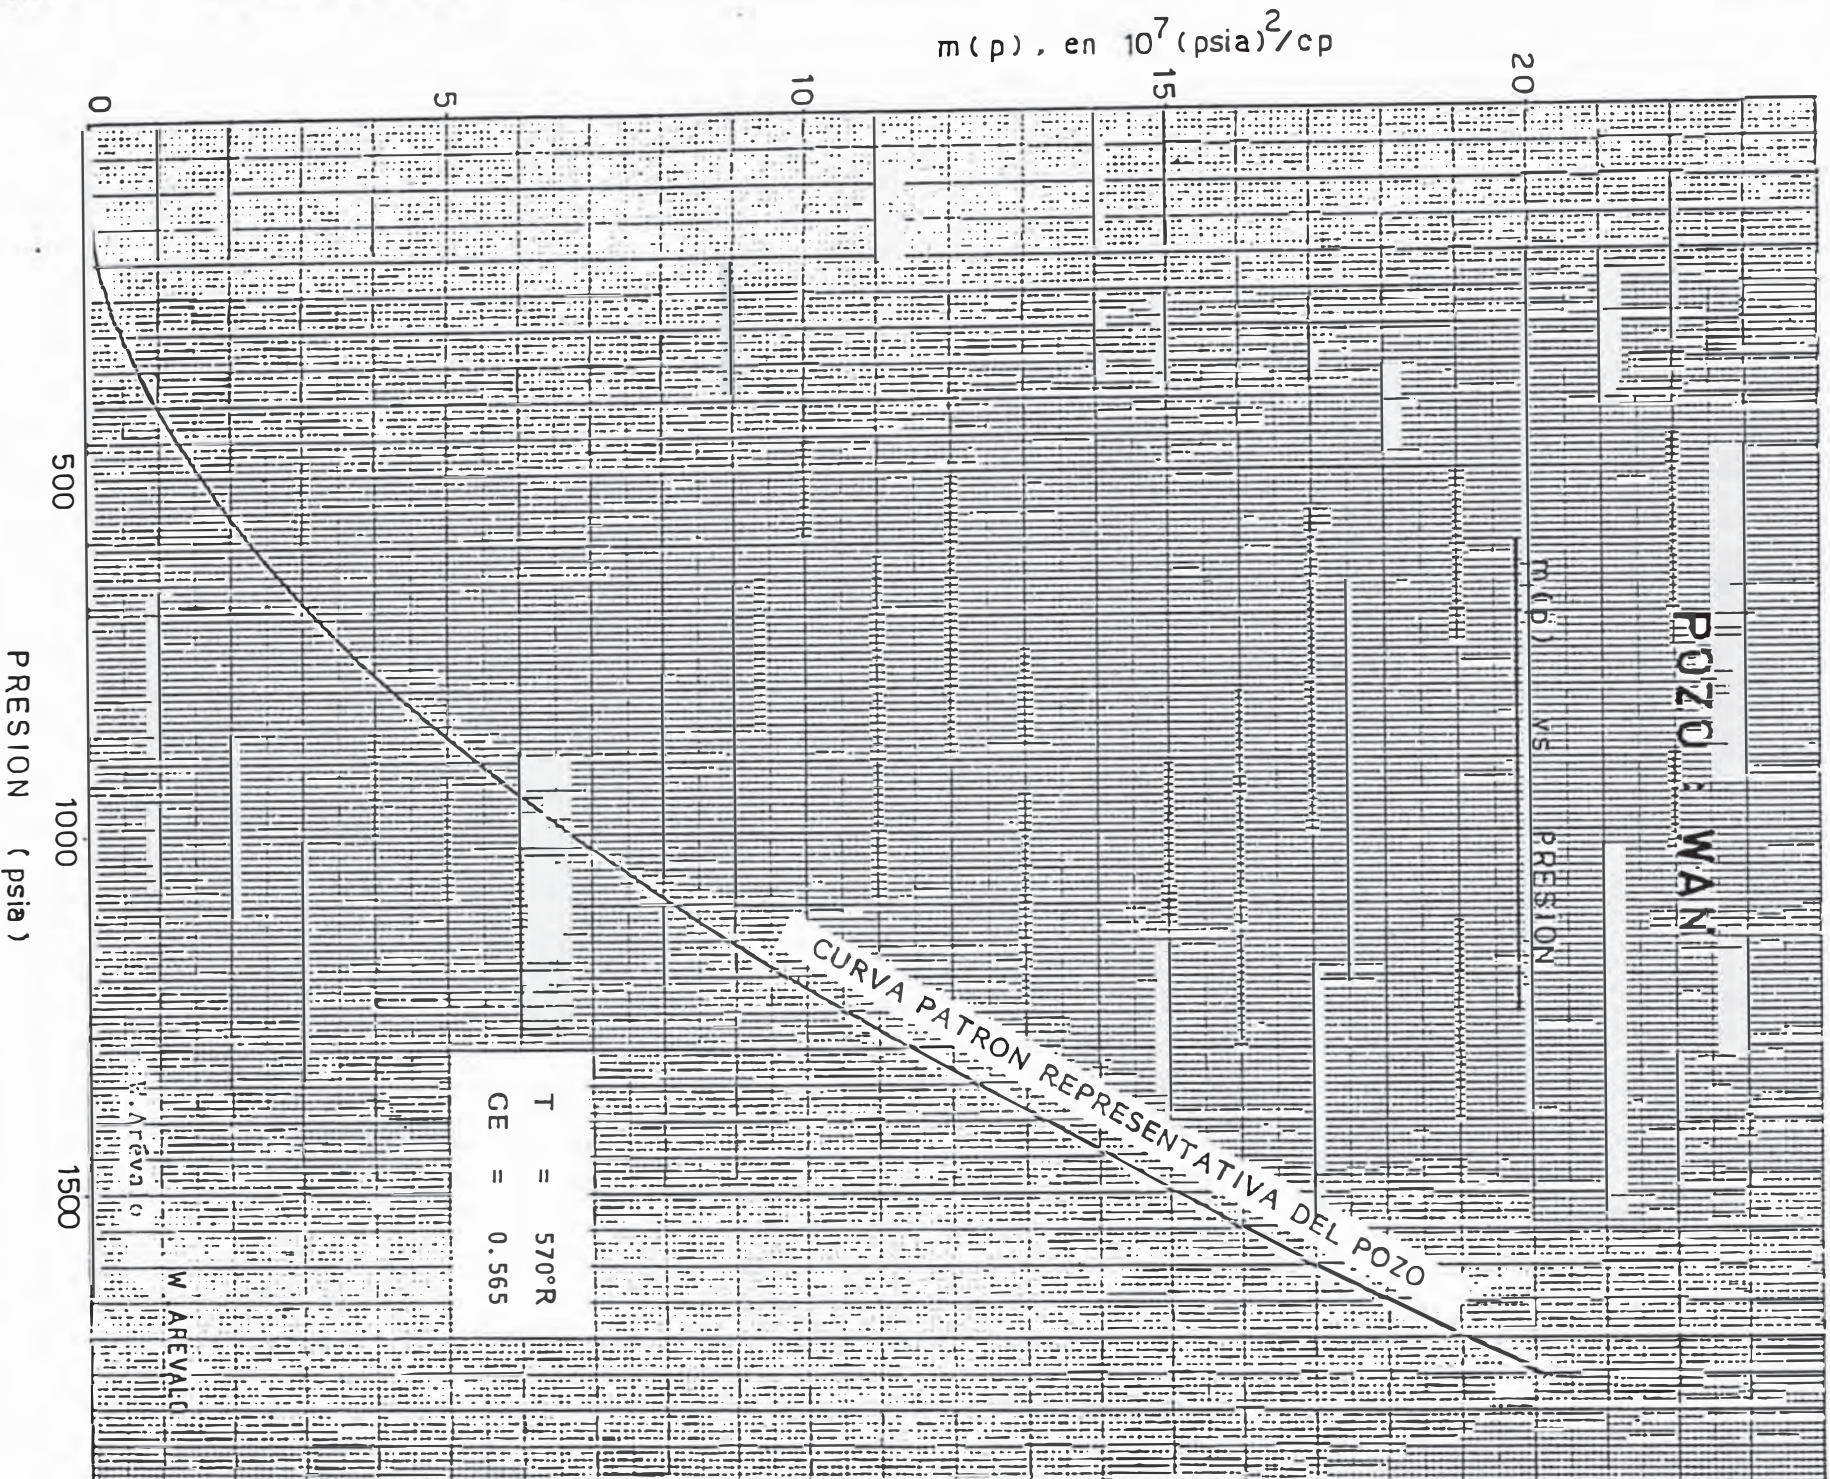 m(p), en 10⁷(psia)²/cp
0
5
10
15
20
POZO : WAN
m(p) vs PRESION
CURVA PATRON REPRESENTATIVA DEL POZO
T = 570°R
GE = 0.565
500
1000
1500
PRESION (psia)
W. Arévalo
W AREVALO